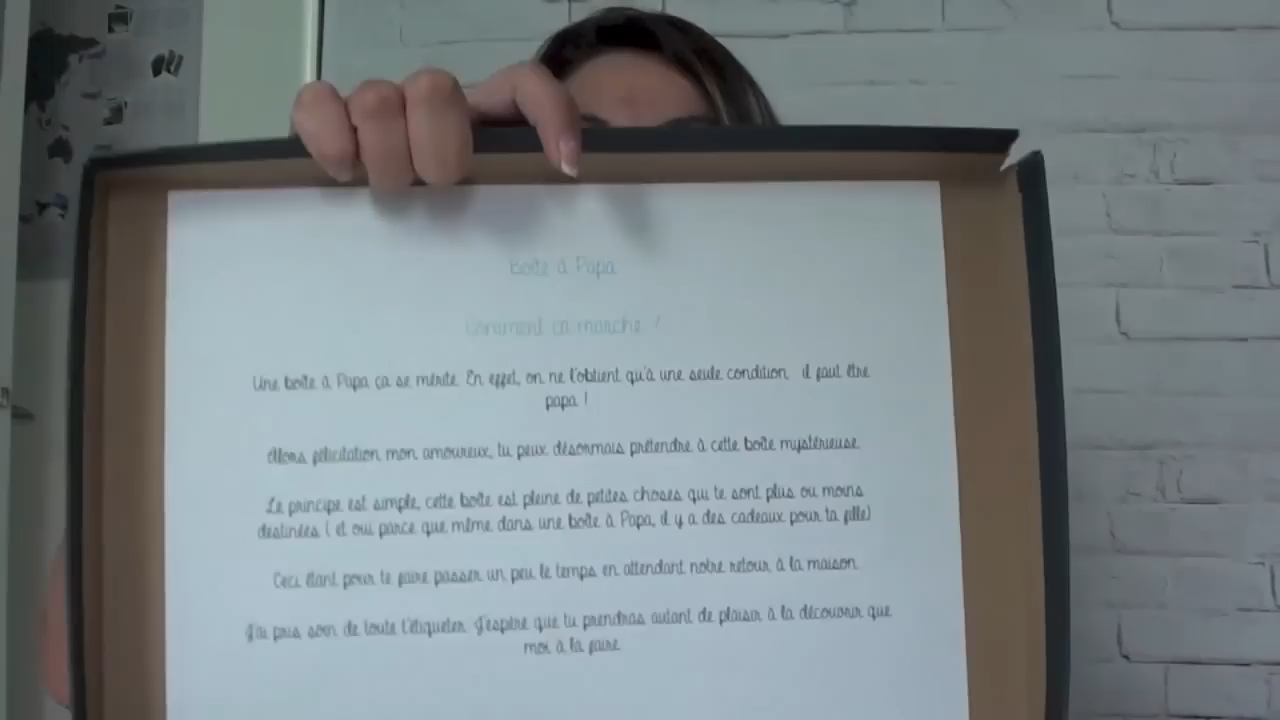 Boîte à Papa
Comment ça marche ?
Une boîte à Papa ça se mérite. En effet, on ne l'obtient qu'à une seule condition il faut être
papa !
Alors félicitation mon amoureux, tu peux désormais prétendre à cette boîte mystérieuse.
Le principe est simple, cette boîte est pleine de petites choses qui te sont plus ou moins
destinées ( et oui parce que même dans une boîte à Papa, il y a des cadeaux pour ta fille)
Ceci étant pour te faire passer un peu le temps en attendant notre retour à la maison.
J'ai pris soin de toute l'étiqueter. J'espère que tu prendras autant de plaisir à la découvrir que
moi à la faire.